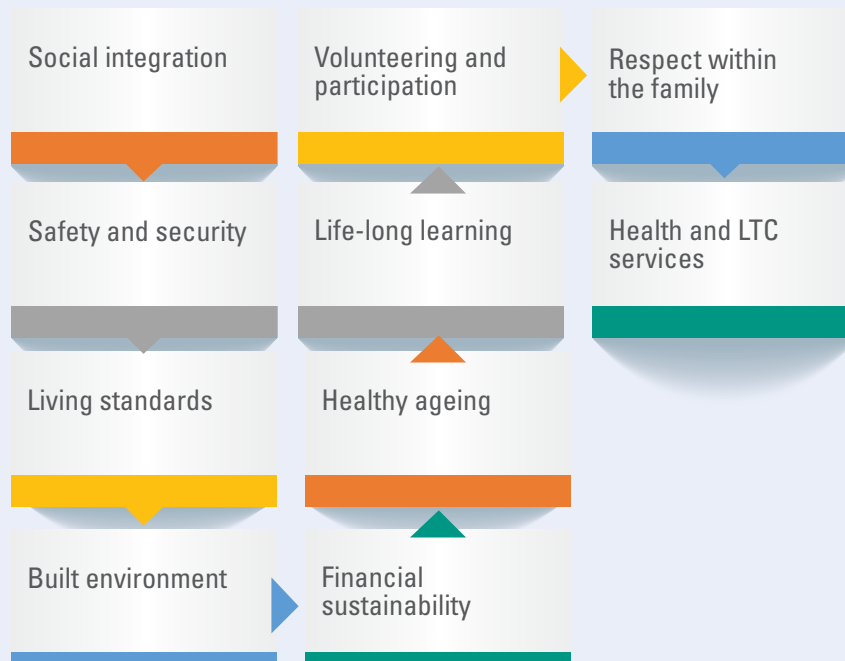 Social integration
Safety and security
Living standards
Built environment
Financial
sustainability
Healthy ageing
Life-long learning
Volunteering and
participation
Respect within
the family
Health and LTC
services